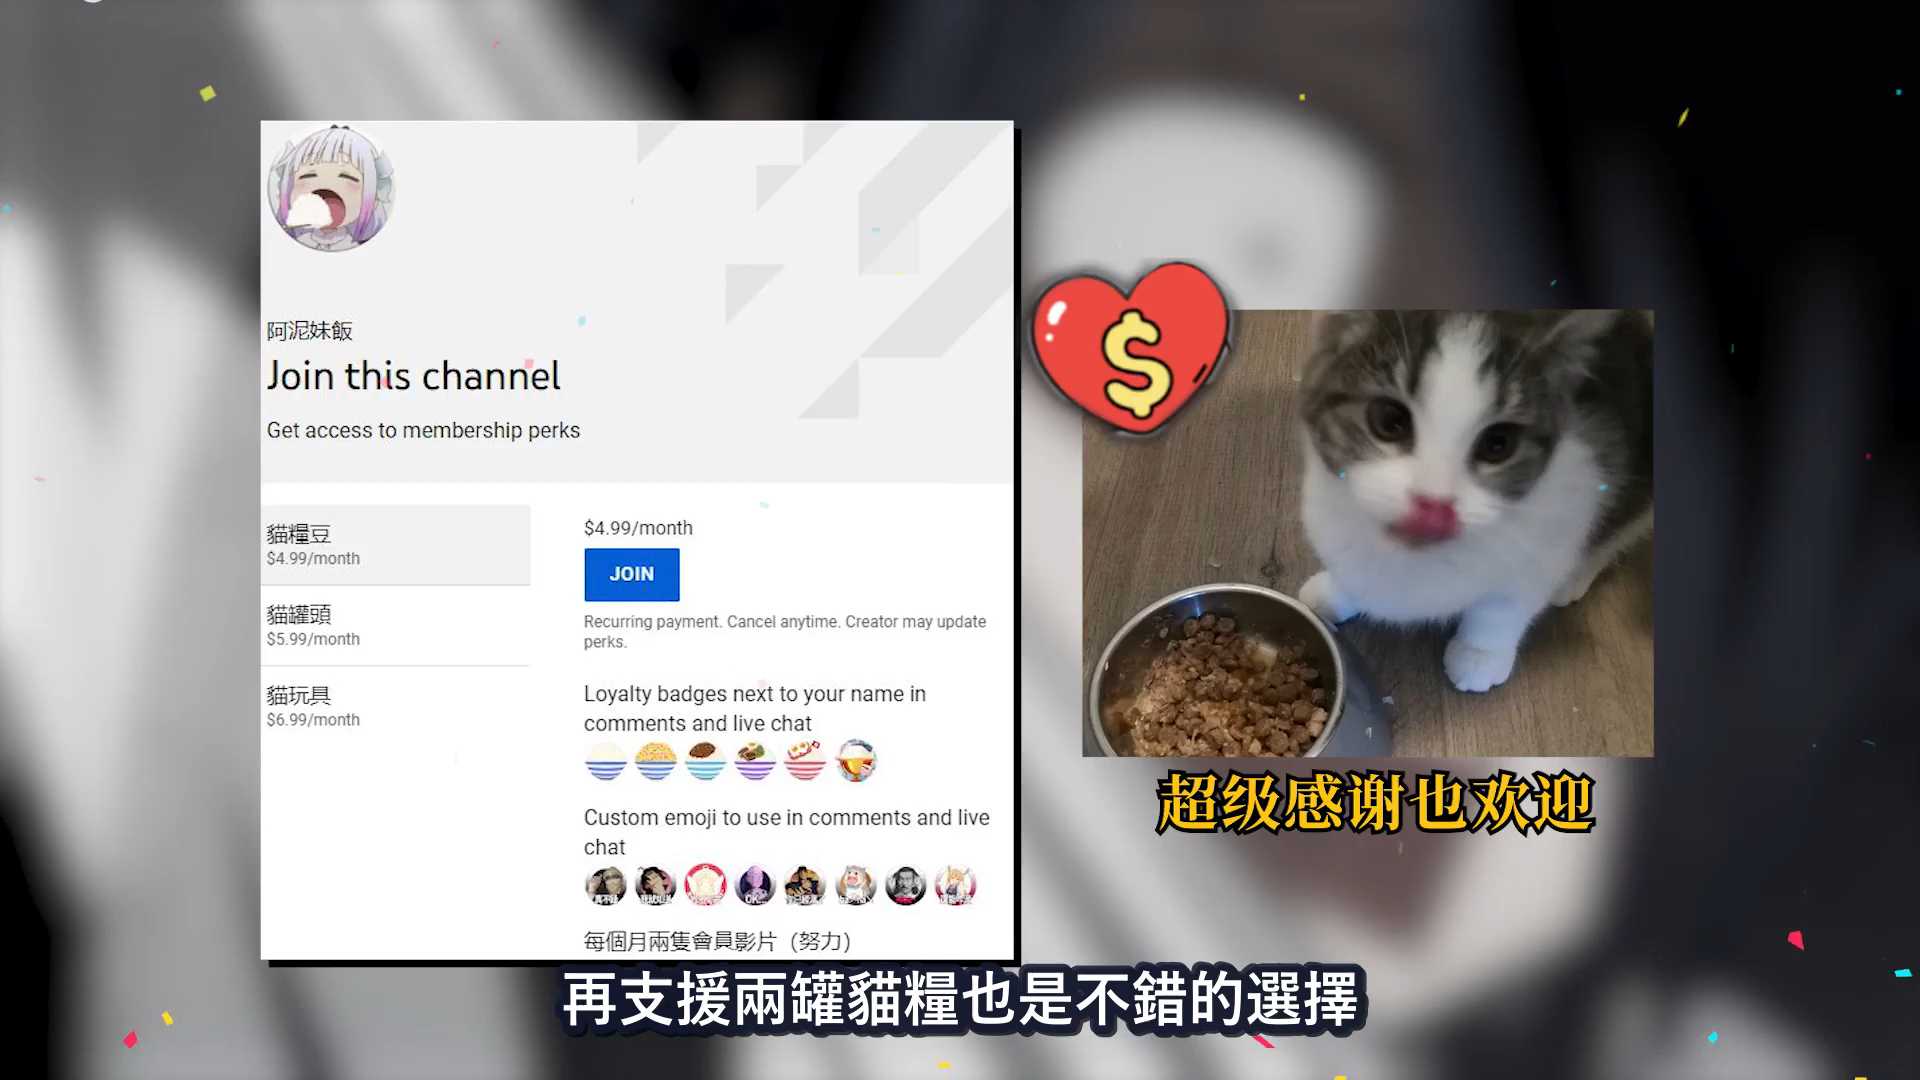 阿泥妹飯
Join this channel
Get access to membership perks
貓糧豆
$4.99/month
貓罐頭
$5.99/month
貓玩具
$6.99/month
$4.99/month
JOIN
Recurring payment. Cancel anytime. Creator may update
perks.
Loyalty badges next to your name in
comments and live chat
Custom emoji to use in comments and live
chat
OK...
每個月兩隻會員影片（努力）
$
超级感谢也欢迎
再支援兩罐貓糧也是不錯的選擇